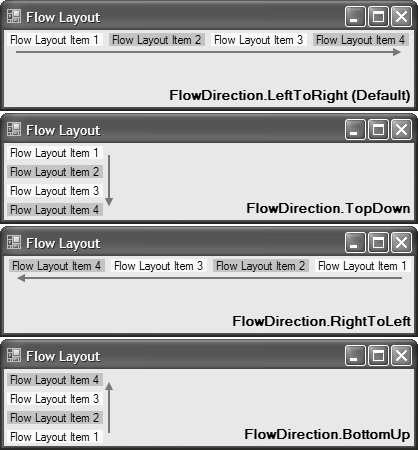 Flow Layout
Flow Layout Item 1 Flow Layout Item 2 Flow Layout Item 3 Flow Layout Item 4
FlowDirection.LeftToRight (Default)
Flow Layout
Flow Layout Item 1
Flow Layout Item 2
Flow Layout Item 3
Flow Layout Item 4
FlowDirection.TopDown
Flow Layout
Flow Layout Item 4 Flow Layout Item 3 Flow Layout Item 2 Flow Layout Item 1
FlowDirection.RightToLeft
Flow Layout
Flow Layout Item 4
Flow Layout Item 3
Flow Layout Item 2
Flow Layout Item 1
FlowDirection.BottomUp